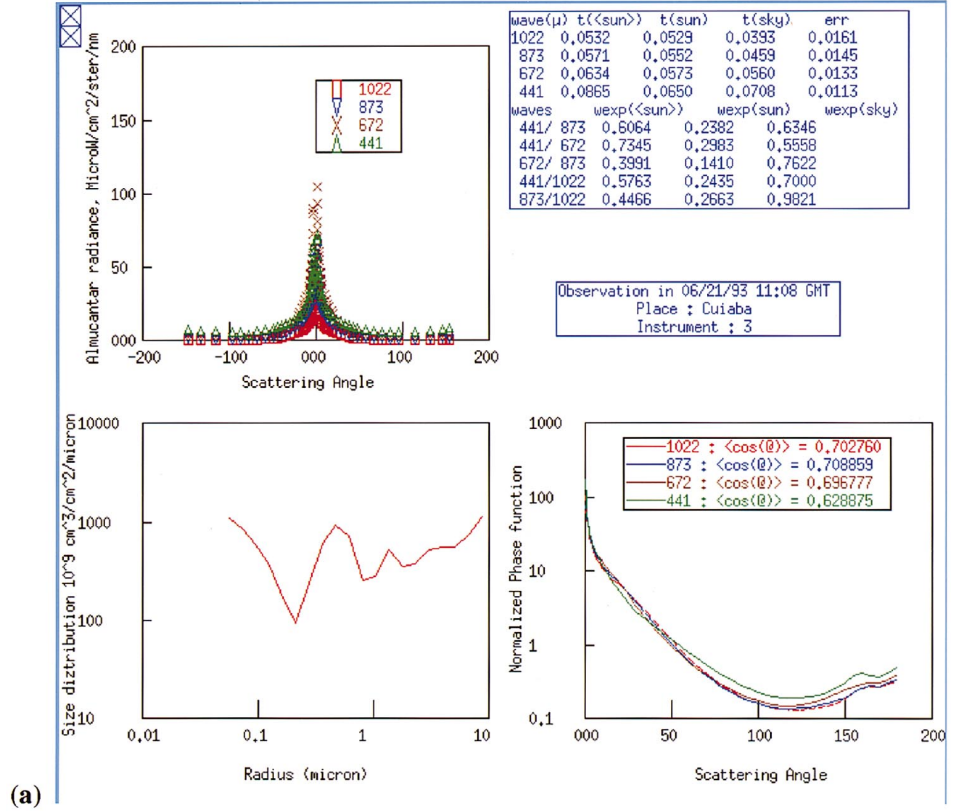 200
150
100
50
000
-200
-100
000
100
200
Almucantar radiance, MicroW/cm^2/ster/nm
Scattering Angle
1022
873
672
441
wave(μ) t(<sun>) t(sun) t(sky) err
1022 0.0532 0.0529 0.0393 0.0161
873 0.0571 0.0552 0.0459 0.0145
672 0.0634 0.0573 0.0560 0.0133
441 0.0865 0.0650 0.0708 0.0113
waves wexp(<sun>) wexp(sun) wexp(sky)
441/ 873 0.6064 0.2382 0.6346
441/ 672 0.7345 0.2983 0.5558
672/ 873 0.3991 0.1410 0.7622
441/1022 0.5763 0.2435 0.7000
873/1022 0.4466 0.2663 0.9821
Observation in 06/21/93 11:08 GMT
Place : Cuiaba
Instrument : 3
10000
1000
100
10
0.01
0.1
1
10
Size diztribution 10^9 cm^3/cm^2/micron
Radius (micron)
1000
100
10
1
0.1
000
50
100
150
200
Normalized Phase function
Scattering Angle
1022 : <cos(@)> = 0.702760
873 : <cos(@)> = 0.708859
672 : <cos(@)> = 0.696777
441 : <cos(@)> = 0.628875
(a)